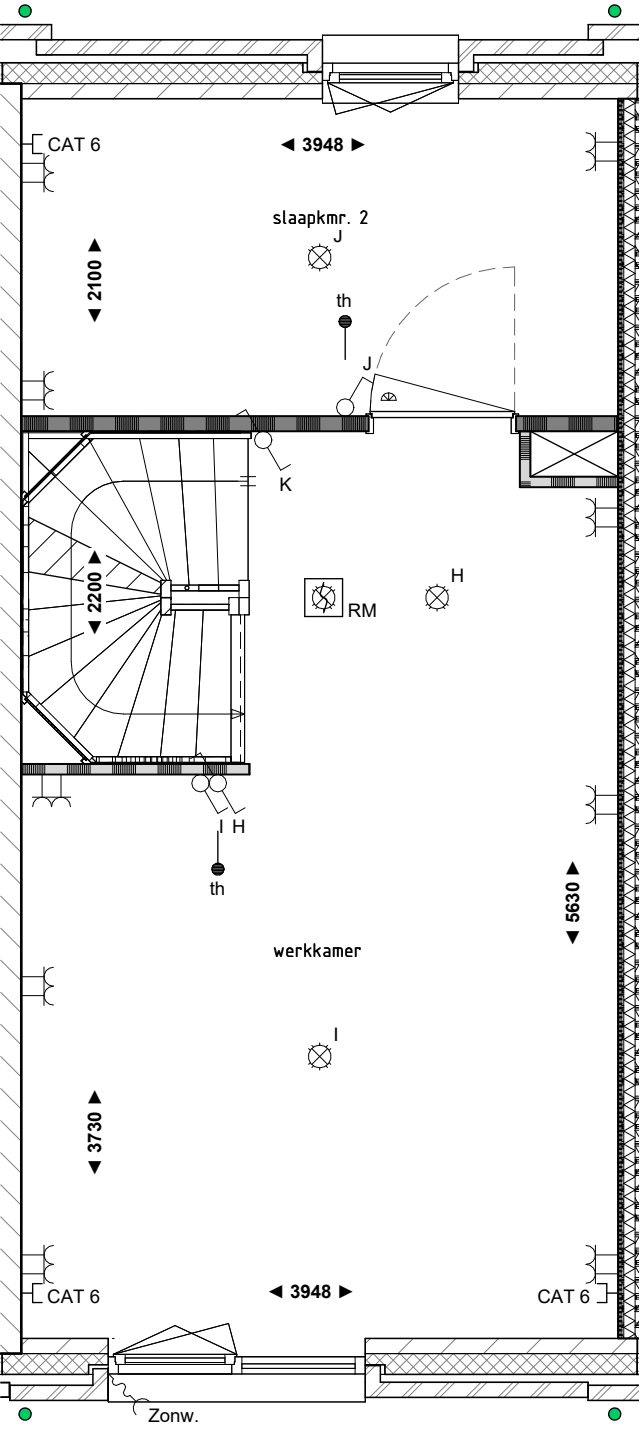 CAT 6
◄ 3948 ►
slaapkmr. 2
J
◄ 2100 ►
th
J
K
◄ 2200 ►
H
RM
I H
th
◄ 5630 ►
werkkamer
I
◄ 3730 ►
CAT 6
◄ 3948 ►
CAT 6
Zonw.